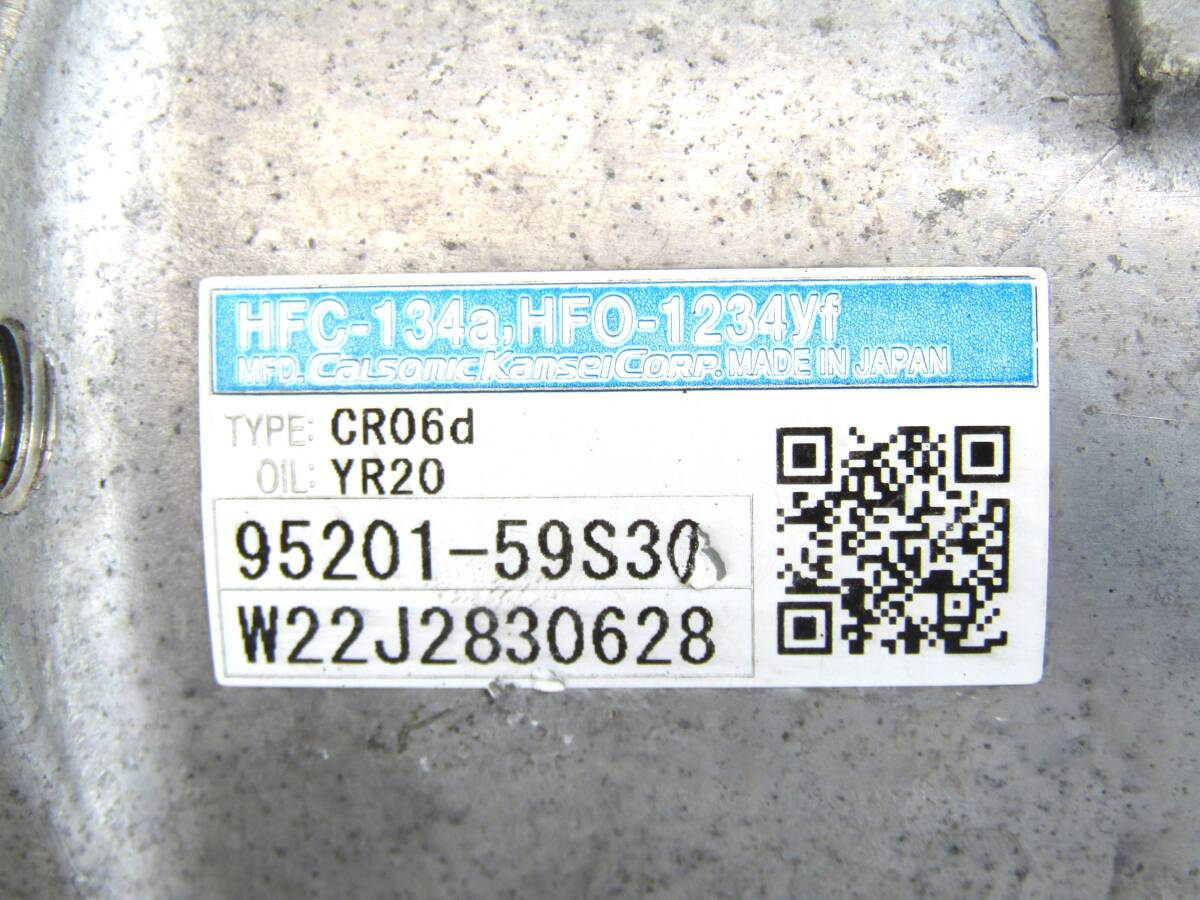 HFC-134a,HFO-1234yf
MFD. CalsonicKanseiCorp. MADE IN JAPAN
TYPE: CR06d
OIL: YR20
95201-59S30
W22J2830628